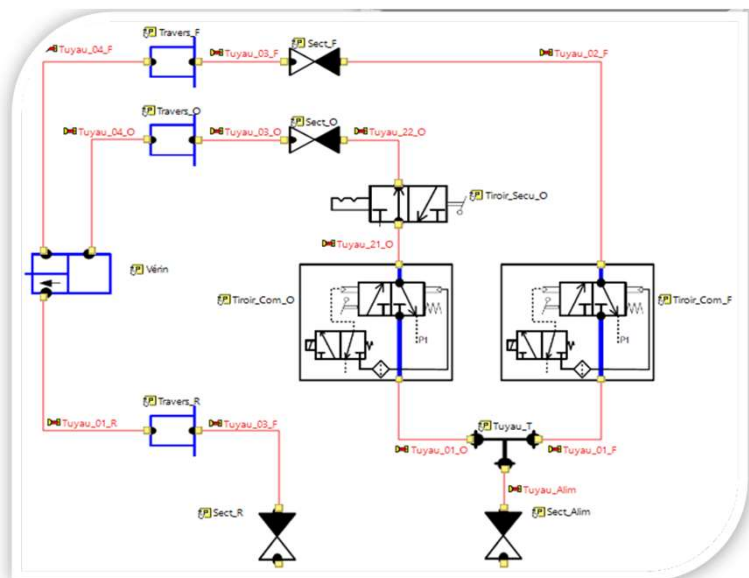 Travers_F
Tuyau_04_F
Tuyau_03_F
Sect_F
Tuyau_02_F
Travers_O
Tuyau_04_O
Tuyau_03_O
Sect_O
Tuyau_22_O
Tiroir_Secu_O
Tuyau_21_O
Vérin
Tiroir_Com_O
P1
Tiroir_Com_F
P1
Travers_R
Tuyau_01_R
Tuyau_03_F
Tuyau_T
Tuyau_01_O
Tuyau_01_F
Tuyau_Alim
Sect_R
Sect_Alim